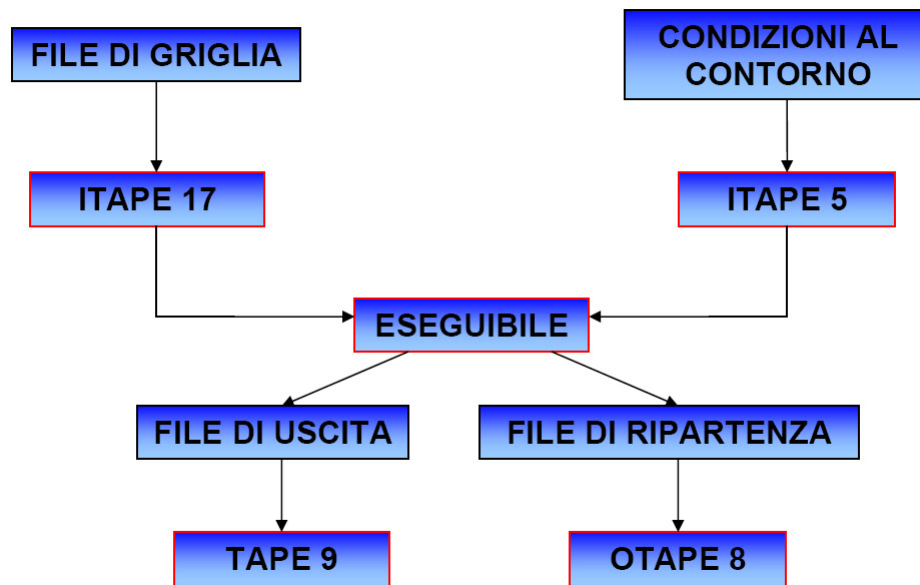 FILE DI GRIGLIA
CONDIZIONI AL
CONTORNO
ITAPE 17
ITAPE 5
ESEGUIBILE
FILE DI USCITA
FILE DI RIPARTENZA
TAPE 9
OTAPE 8